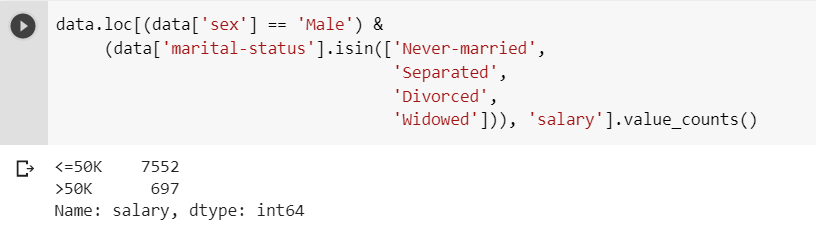 data.loc[(data['sex'] == 'Male') &
(data['marital-status'].isin(['Never-married',
'Separated',
'Divorced',
'Widowed'])), 'salary'].value_counts()
<=50K    7552
>50K      697
Name: salary, dtype: int64